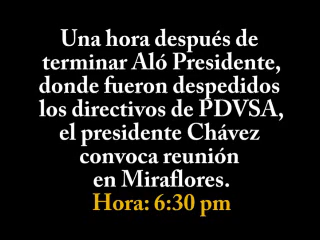 Una hora después de
terminar Aló Presidente,
donde fueron despedidos
los directivos de PDVSA,
el presidente Chávez
convoca reunión
en Miraflores.
Hora: 6:30 pm